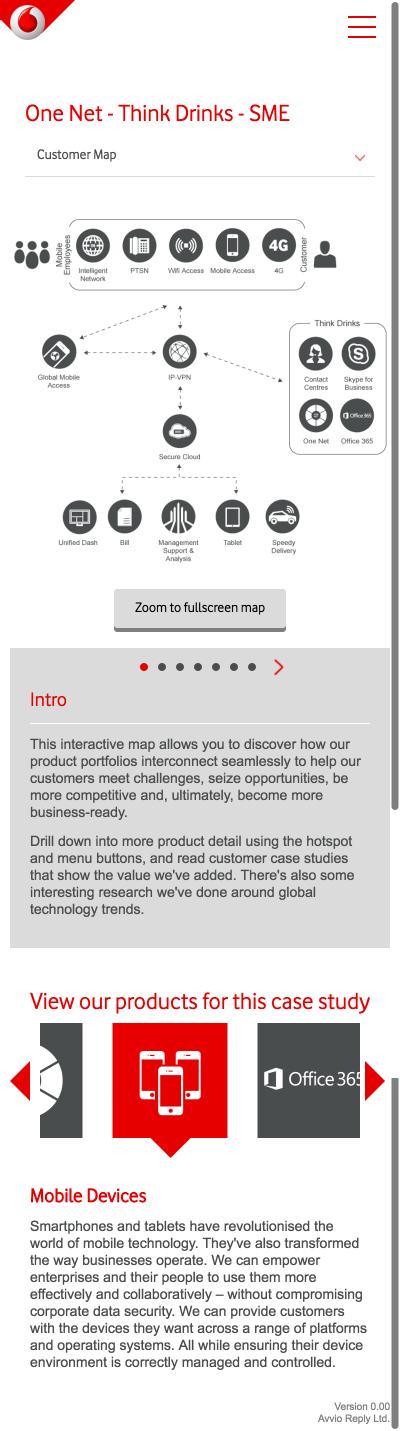 One Net - Think Drinks - SME
Customer Map
Mobile
Employees
Intelligent
Network
PTSN
Wifi Access
Mobile Access
4G
4G
Customer
Think Drinks
Contact
Centres
Skype for
Business
One Net
Office 365
Office 365
Global Mobile
Access
IP-VPN
Secure Cloud
Unified Dash
Bill
Management
Support &
Analysis
Tablet
Speedy
Delivery
Zoom to fullscreen map
Intro
This interactive map allows you to discover how our
product portfolios interconnect seamlessly to help our
customers meet challenges, seize opportunities, be
more competitive and, ultimately, become more
business-ready.
Drill down into more product detail using the hotspot
and menu buttons, and read customer case studies
that show the value we've added. There's also some
interesting research we've done around global
technology trends.
View our products for this case study
Office 365
Mobile Devices
Smartphones and tablets have revolutionised the
world of mobile technology. They've also transformed
the way businesses operate. We can empower
enterprises and their people to use them more
effectively and collaboratively – without compromising
corporate data security. We can provide customers
with the devices they want across a range of platforms
and operating systems. All while ensuring their device
environment is correctly managed and controlled.
Version 0.00
Avvio Reply Ltd.